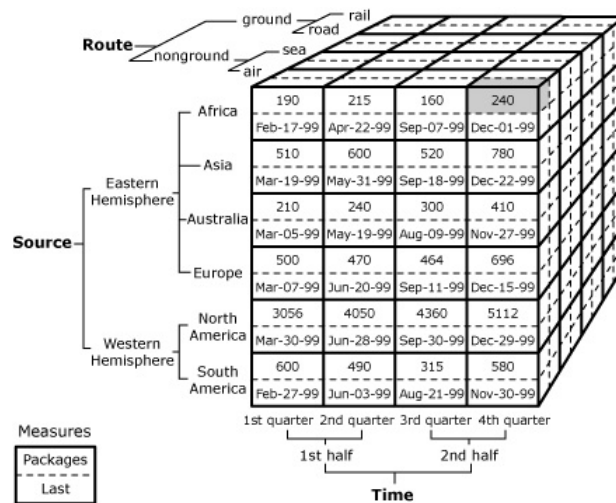 ground
rail
road
Route
nonground
sea
air
Africa
190 215 160 240
Feb-17-99 Apr-22-99 Sep-07-99 Dec-01-99
Asia
510 600 520 780
Mar-19-99 May-31-99 Sep-18-99 Dec-22-99
Eastern
Hemisphere
Australia
210 240 300 410
Mar-05-99 May-19-99 Aug-09-99 Nov-27-99
Source
Europe
500 470 464 696
Mar-07-99 Jun-20-99 Sep-11-99 Dec-15-99
Western
Hemisphere
North
America
3056 4050 4360 5112
Mar-30-99 Jun-28-99 Sep-30-99 Dec-29-99
South
America
600 490 315 580
Feb-27-99 Jun-03-99 Aug-21-99 Nov-30-99
1st quarter 2nd quarter 3rd quarter 4th quarter
1st half 2nd half
Time
Measures
Packages
Last